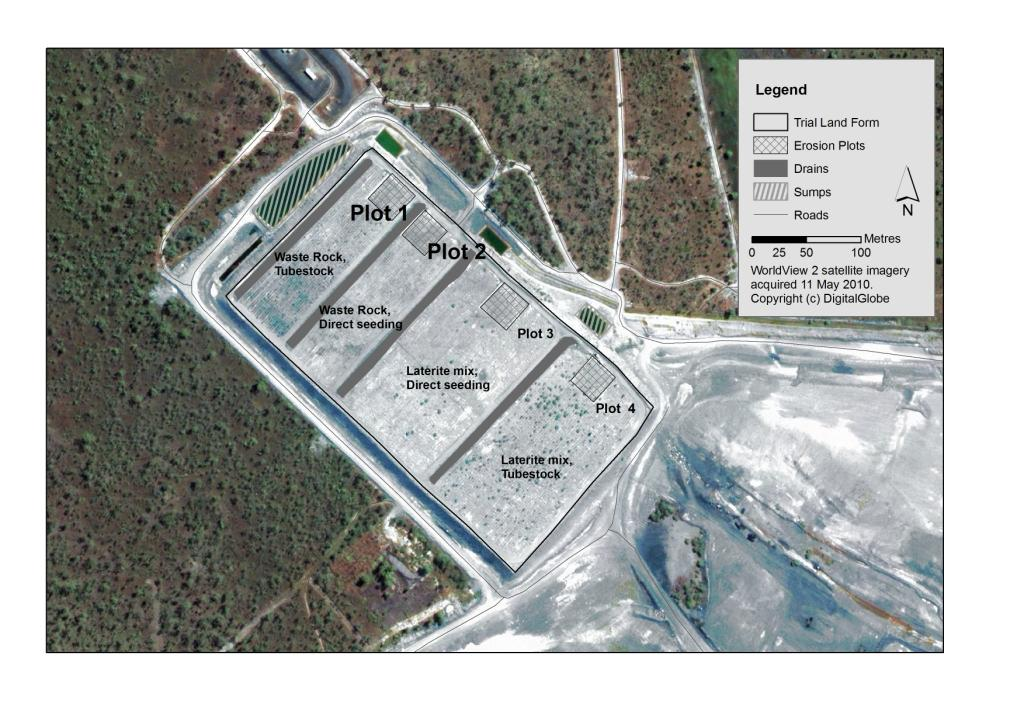 Legend
Trial Land Form
Erosion Plots
Drains
Sumps
Roads
N
Metres
0 25 50 100
WorldView 2 satellite imagery
acquired 11 May 2010.
Copyright (c) DigitalGlobe
Plot 1
Plot 2
Waste Rock,
Tubestock
Waste Rock,
Direct seeding
Plot 3
Laterite mix,
Direct seeding
Plot 4
Laterite mix,
Tubestock